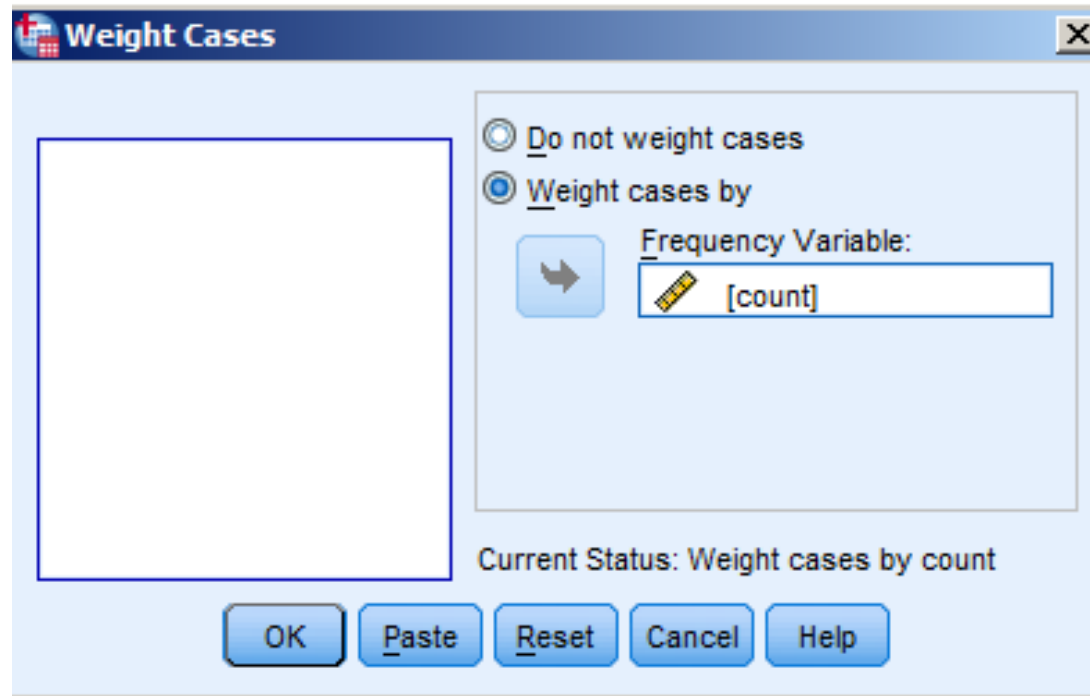 Weight Cases
Do not weight cases
Weight cases by
Frequency Variable:
[count]
Current Status: Weight cases by count
OK Paste Reset Cancel Help